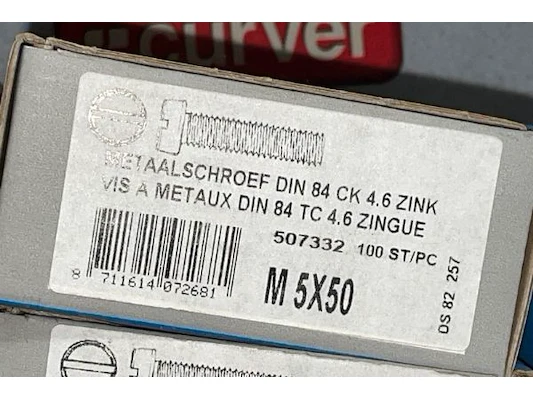 curver
METAALSCHROEF DIN 84 CK 4.6 ZINK
VIS A METAUX DIN 84 TC 4.6 ZINGUE
507332 100 ST/PC
8 711614 072681
M 5X50
DS 82 257